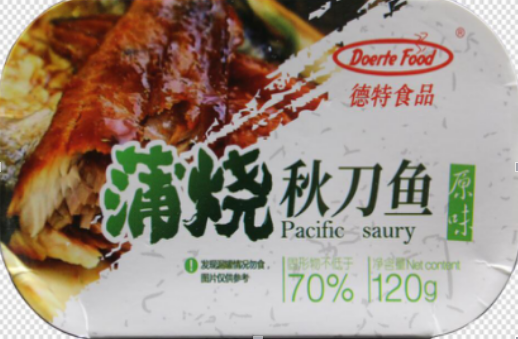 Doerte Food ®
德特食品
蒲烧秋刀鱼
原味
Pacific saury
发现漏罐情况勿食，
图片仅供参考
固形物不低于
70%
净含量Net content
120g